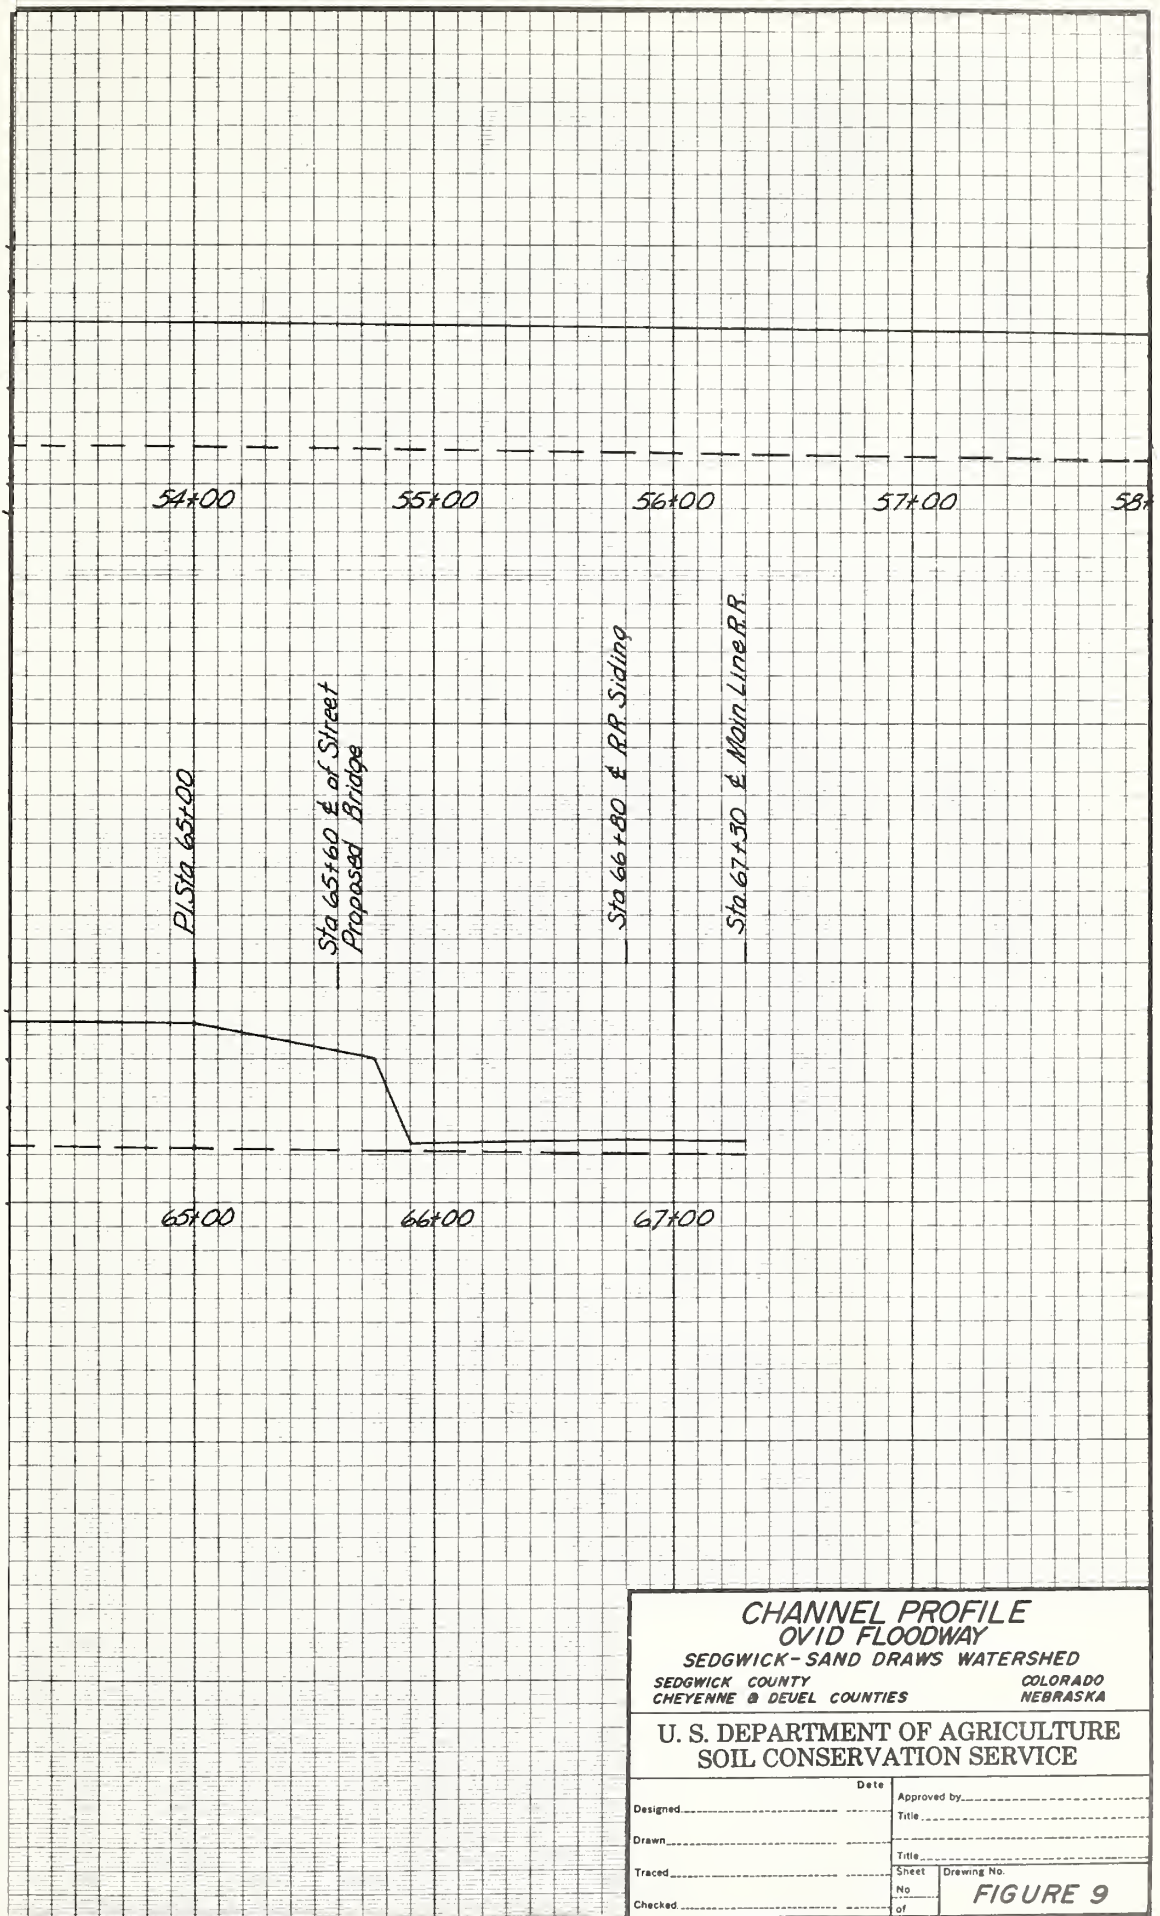 54+00
55+00
56+00
57+00
58+
P.I. Sta 65+00
Sta 65+60 ℄ of Street
Proposed Bridge
Sta 66+80 ℄ R.R. Siding
Sta. 67+30 ℄ Main Line R.R.
65+00
66+00
67+00
CHANNEL PROFILE
OVID FLOODWAY
SEDGWICK-SAND DRAWS WATERSHED
SEDGWICK COUNTY COLORADO
CHEYENNE & DEUEL COUNTIES NEBRASKA
U. S. DEPARTMENT OF AGRICULTURE
SOIL CONSERVATION SERVICE
Date
Designed
Drawn
Traced
Checked
Approved by
Title
Title
Sheet
No
of
Drawing No.
FIGURE 9